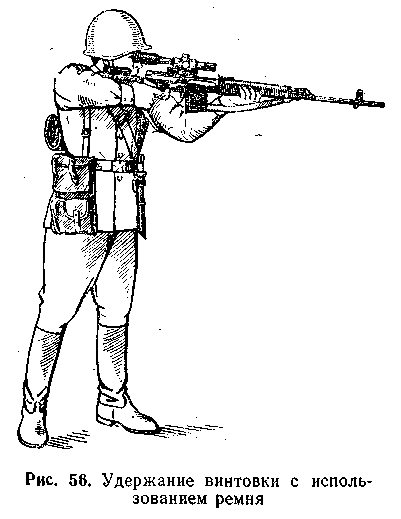 Рис. 56. Удержание винтовки с исполь-
зованием ремня